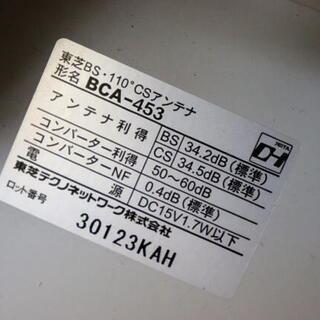 東芝BS・110°CSアンテナ
形名 BCA-453
アンテナ利得 BS 34.2dB (標準)
CS 34.5dB (標準)
コンバーター利得 50~60dB
コンバーターNF 0.4dB (標準)
電源 DC15V1.7W以下
東芝テクノネットワーク株式会社
ロット番号 30123KAH
JEITA